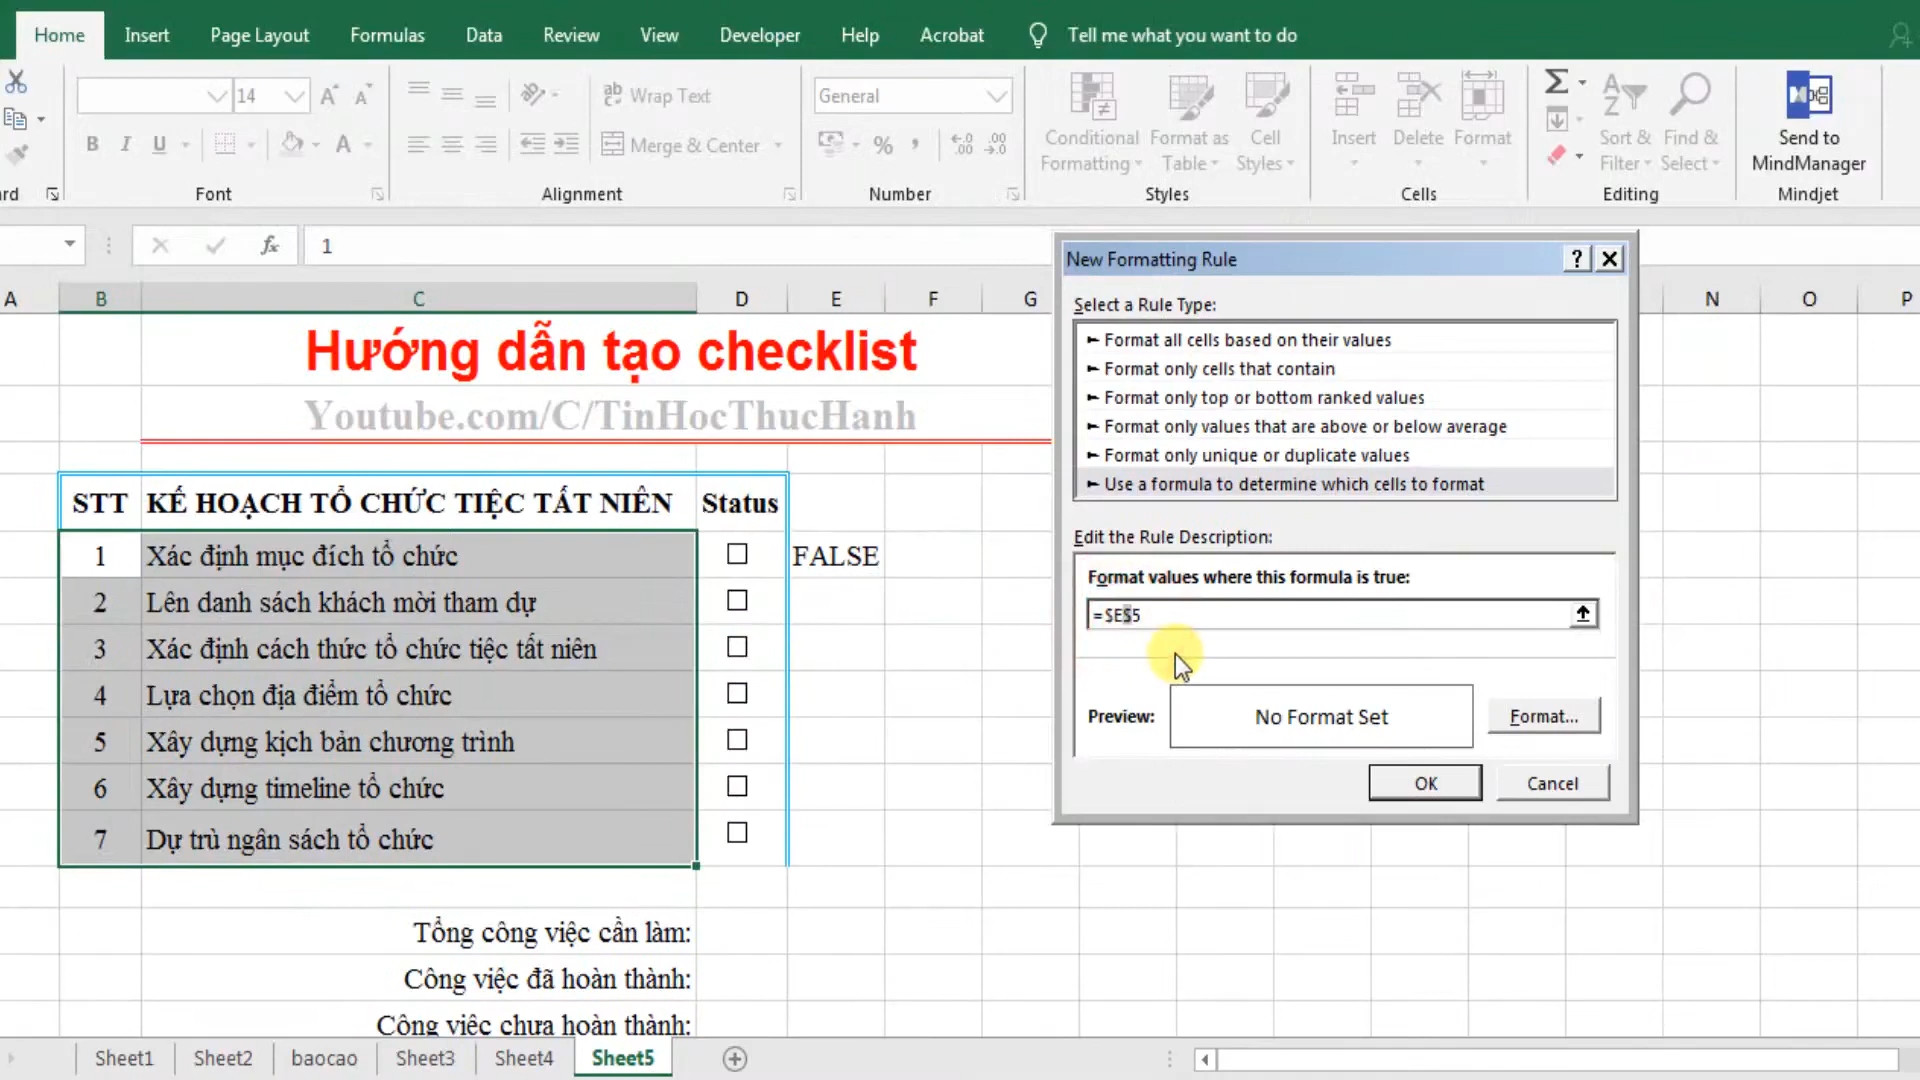 Home Insert Page Layout Formulas Data Review View Developer Help Acrobat Tell me what you want to do
14 Wrap Text General Conditional Formatting Format as Table Cell Styles Insert Delete Format Sort & Filter Find & Select Send to MindManager
B I U A Merge & Center % , .00
rd Font Alignment Number Styles Cells Editing Mindjet
fx 1
A B C D E F G N O P
Hướng dẫn tạo checklist
Youtube.com/C/TinHocThucHanh
STT KẾ HOẠCH TỔ CHỨC TIỆC TẤT NIÊN Status
1 Xác định mục đích tổ chức FALSE
2 Lên danh sách khách mời tham dự
3 Xác định cách thức tổ chức tiệc tất niên
4 Lựa chọn địa điểm tổ chức
5 Xây dựng kịch bản chương trình
6 Xây dựng timeline tổ chức
7 Dự trù ngân sách tổ chức
Tổng công việc cần làm:
Công việc đã hoàn thành:
Công việc chưa hoàn thành:
New Formatting Rule ?
Select a Rule Type:
Format all cells based on their values
Format only cells that contain
Format only top or bottom ranked values
Format only values that are above or below average
Format only unique or duplicate values
Use a formula to determine which cells to format
Edit the Rule Description:
Format values where this formula is true:
=$E$5
Preview: No Format Set Format...
OK Cancel
Sheet1 Sheet2 baocao Sheet3 Sheet4 Sheet5